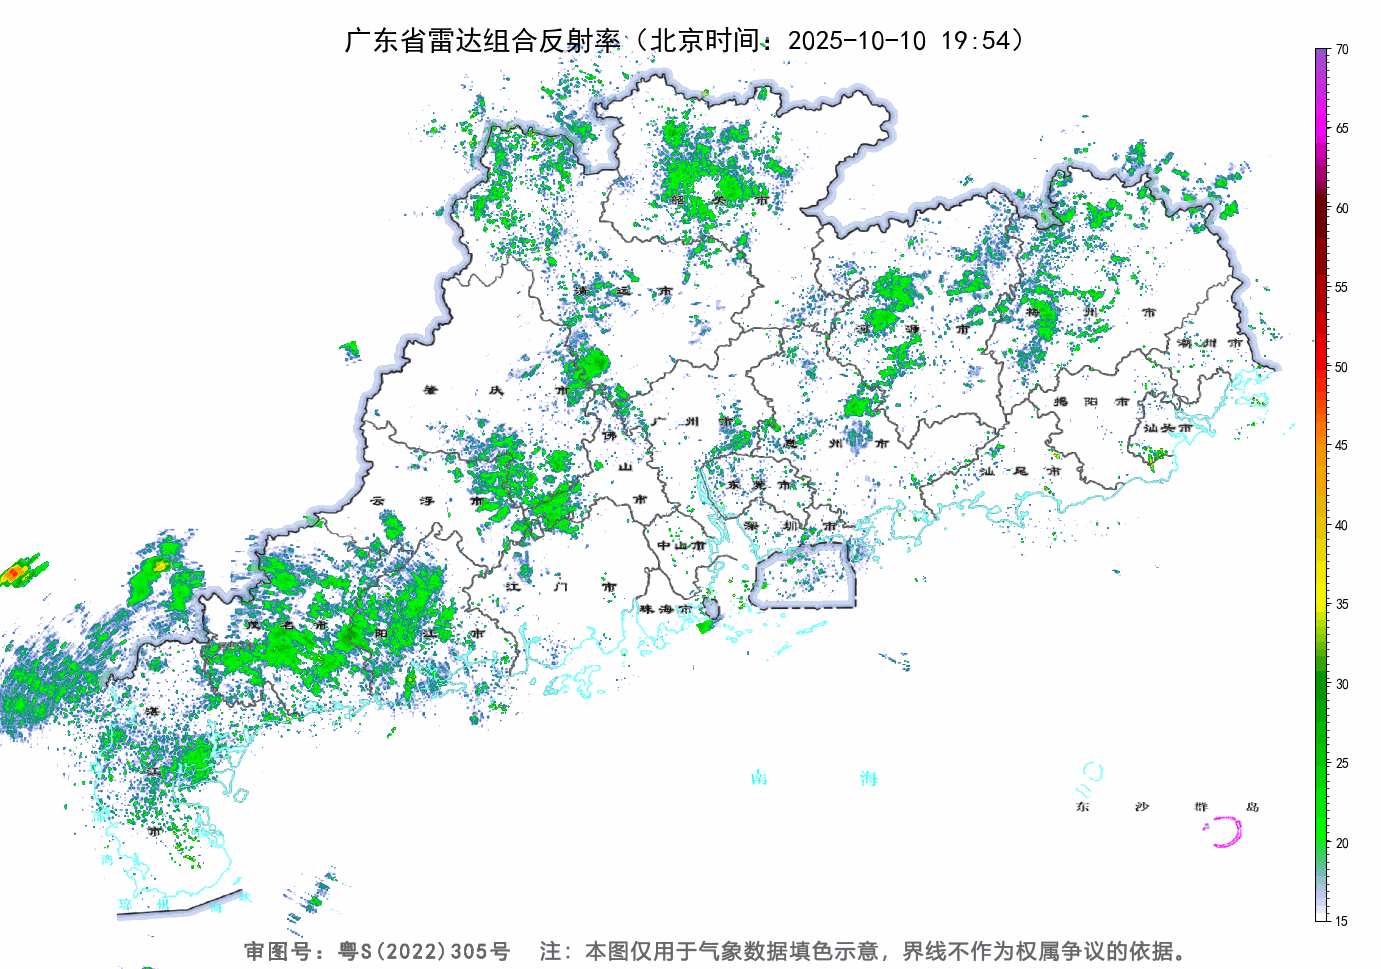 广东省雷达组合反射率（北京时间：2025-10-10 19:54）
70
65
60
55
50
45
40
35
30
25
20
15
韶关市
清远市
河源市
梅州市
潮州市
肇庆市
广州市
惠州市
揭阳市
汕头市
佛山市
云浮市
东莞市
汕尾市
深圳市
中山市
江门市
珠海市
茂名市
阳江市
湛江市
南海
东沙群岛
湾
琼州海峡
审图号：粤S(2022)305号 注：本图仅用于气象数据填色示意，界线不作为权属争议的依据。